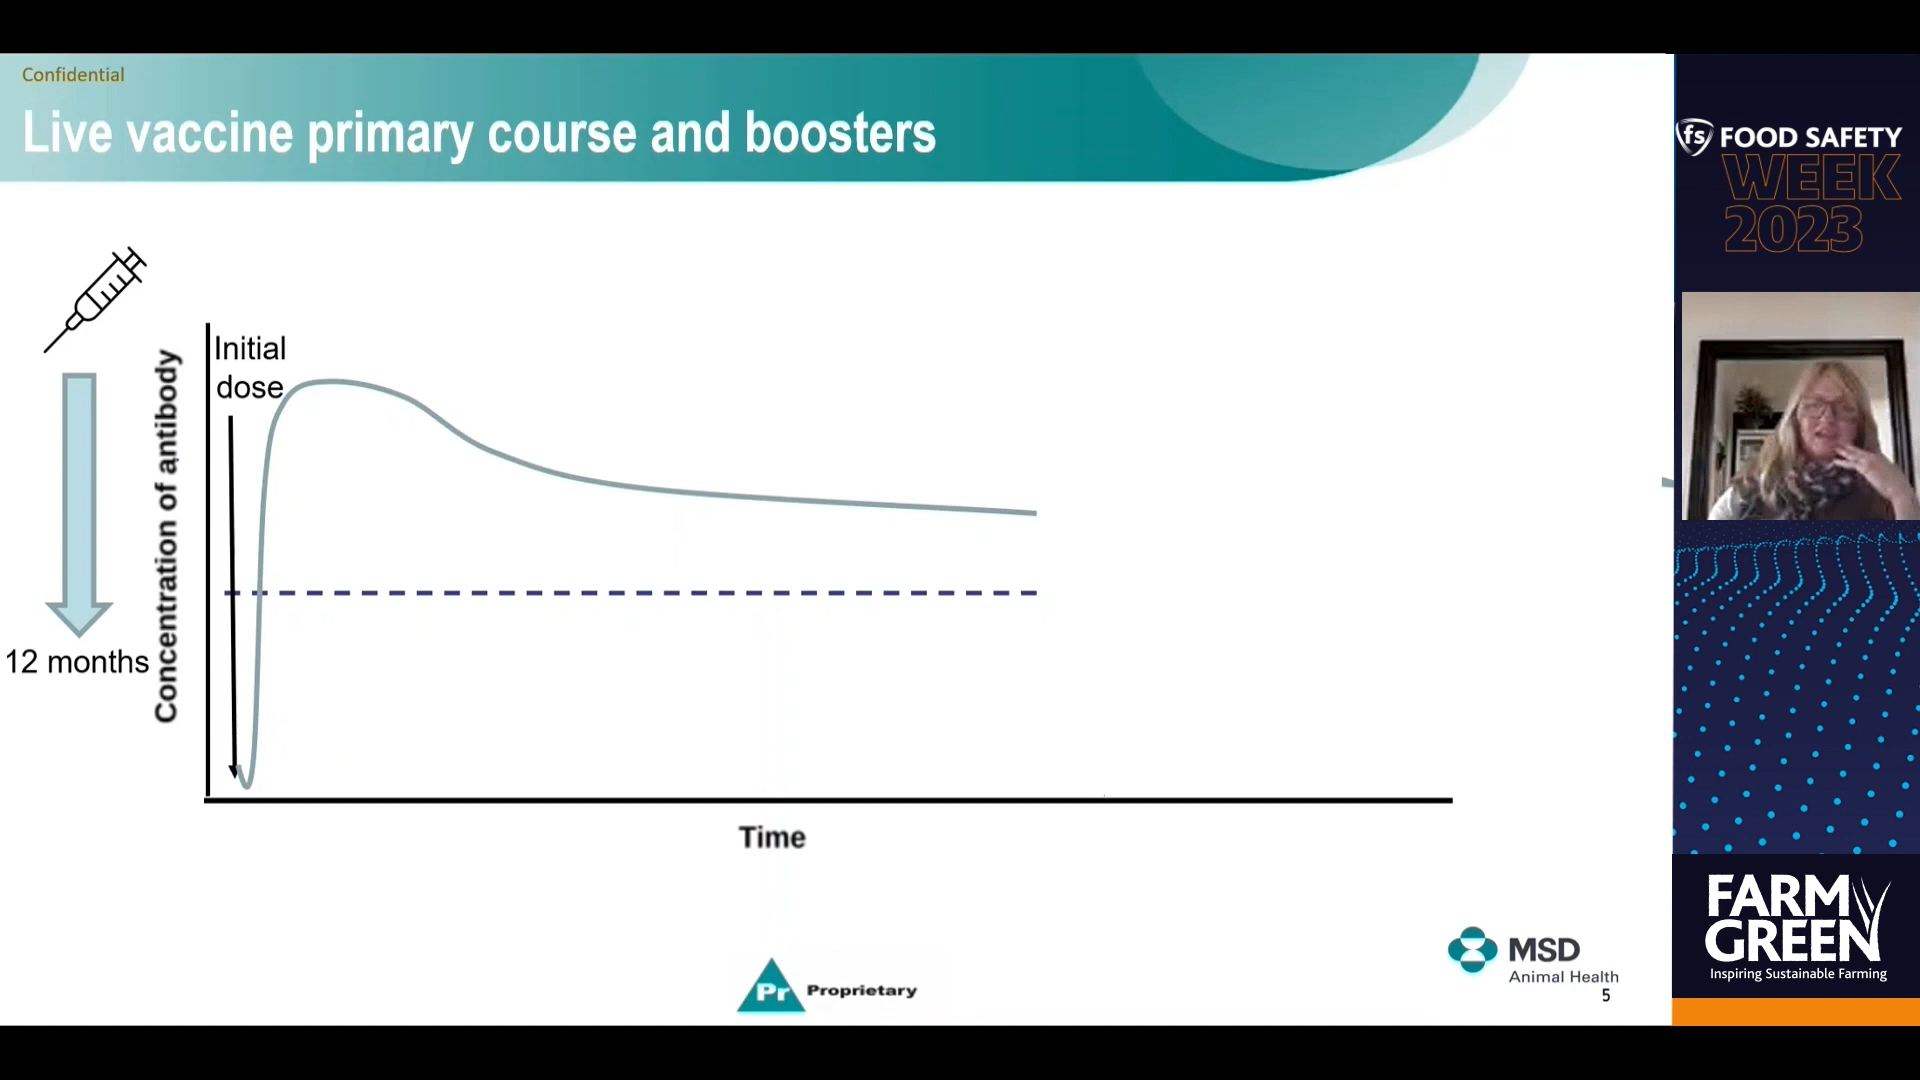 Confidential
Live vaccine primary course and boosters
Initial
dose
Concentration of antibody
12 months
Time
Pr Proprietary
MSD
Animal Health
5
fs FOOD SAFETY
WEEK
2023
FARM
GREEN
Inspiring Sustainable Farming